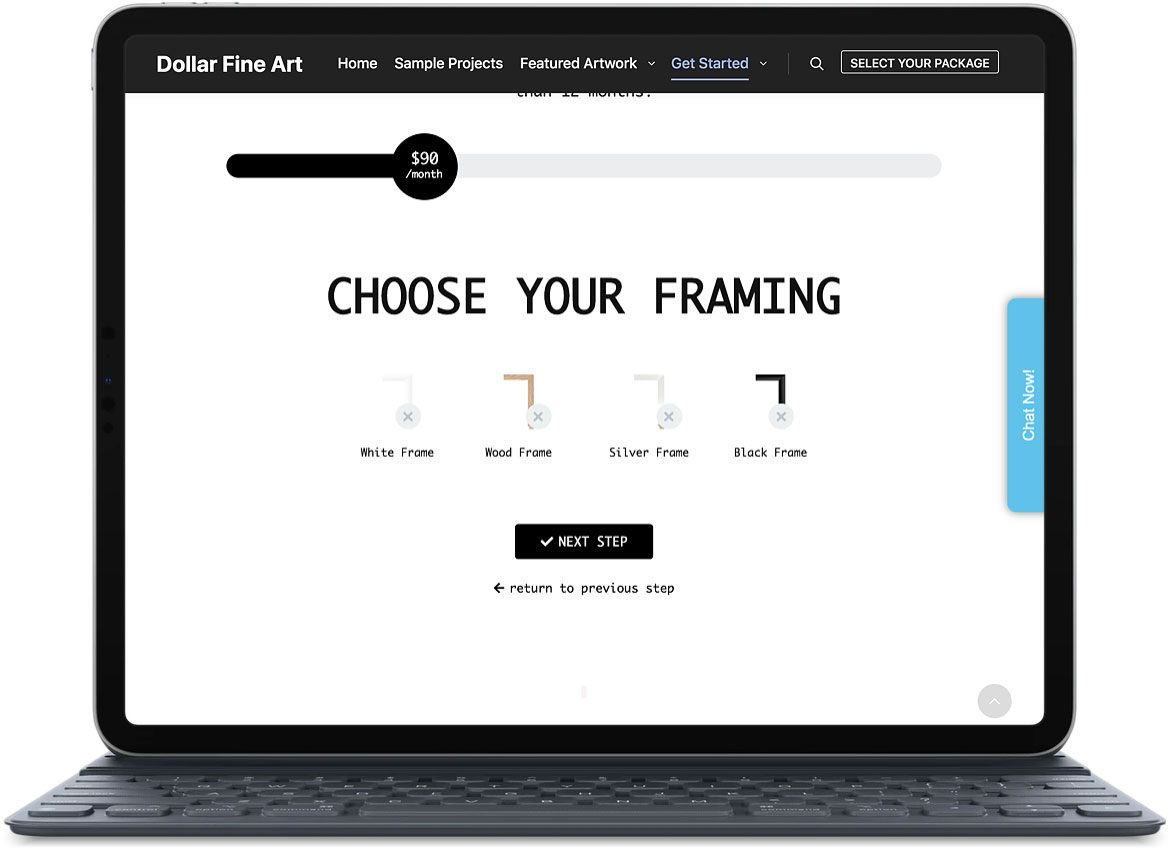 Dollar Fine Art Home Sample Projects Featured Artwork Get Started SELECT YOUR PACKAGE
than 12 months.
$90
/month
CHOOSE YOUR FRAMING
White Frame Wood Frame Silver Frame Black Frame
Chat Now!
NEXT STEP
return to previous step